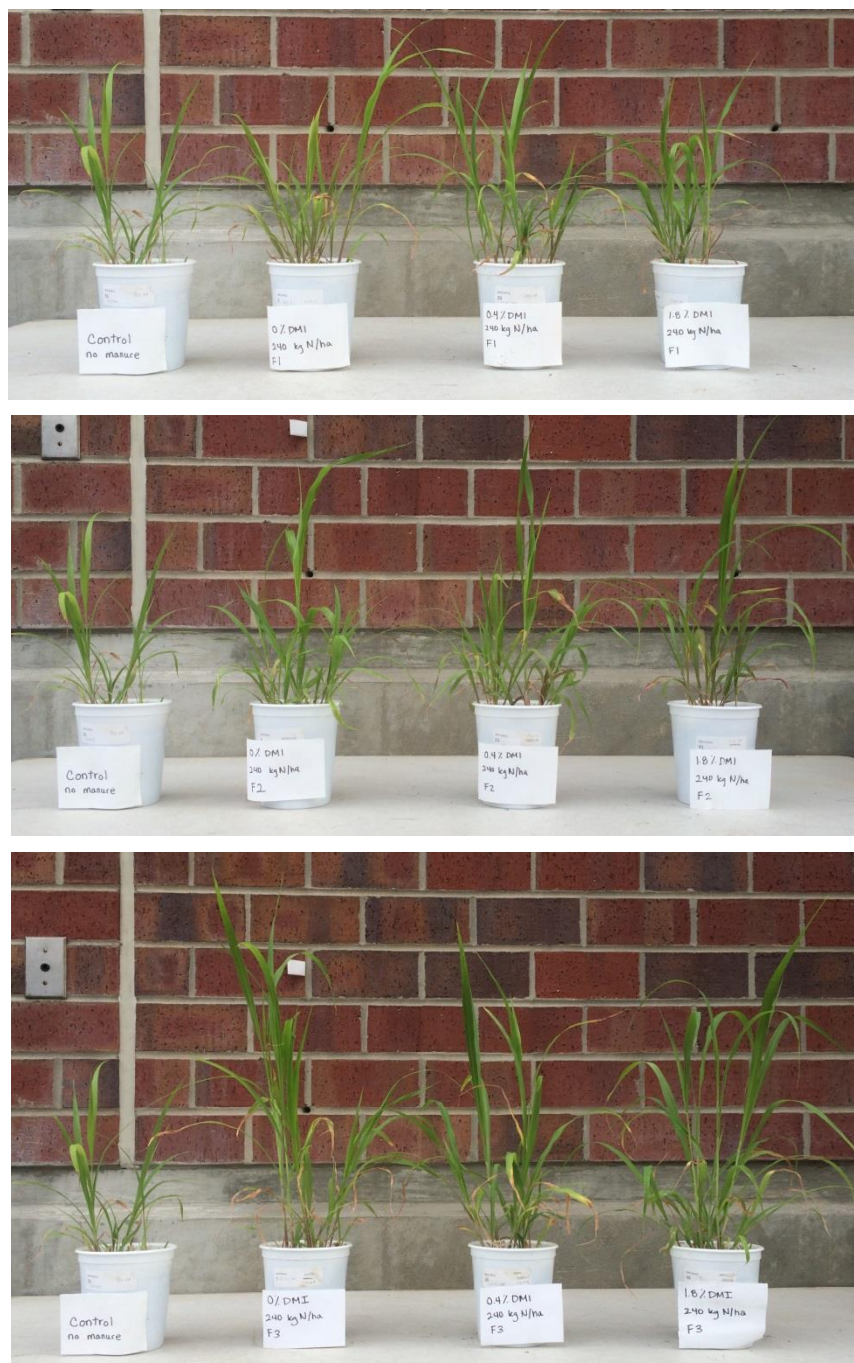 Control
no manure
0% DMI
240 kg N/ha
F1
0.4% DMI
240 kg N/ha
F1
1.8% DMI
240 kg N/ha
F1
Control
no manure
0% DMI
240 kg N/ha
F2
0.4% DMI
240 kg N/ha
F2
1.8% DMI
240 kg N/ha
F2
Control
no manure
0% DMI
240 kg N/ha
F3
0.4% DMI
240 kg N/ha
F3
1.8% DMI
240 kg N/ha
F3